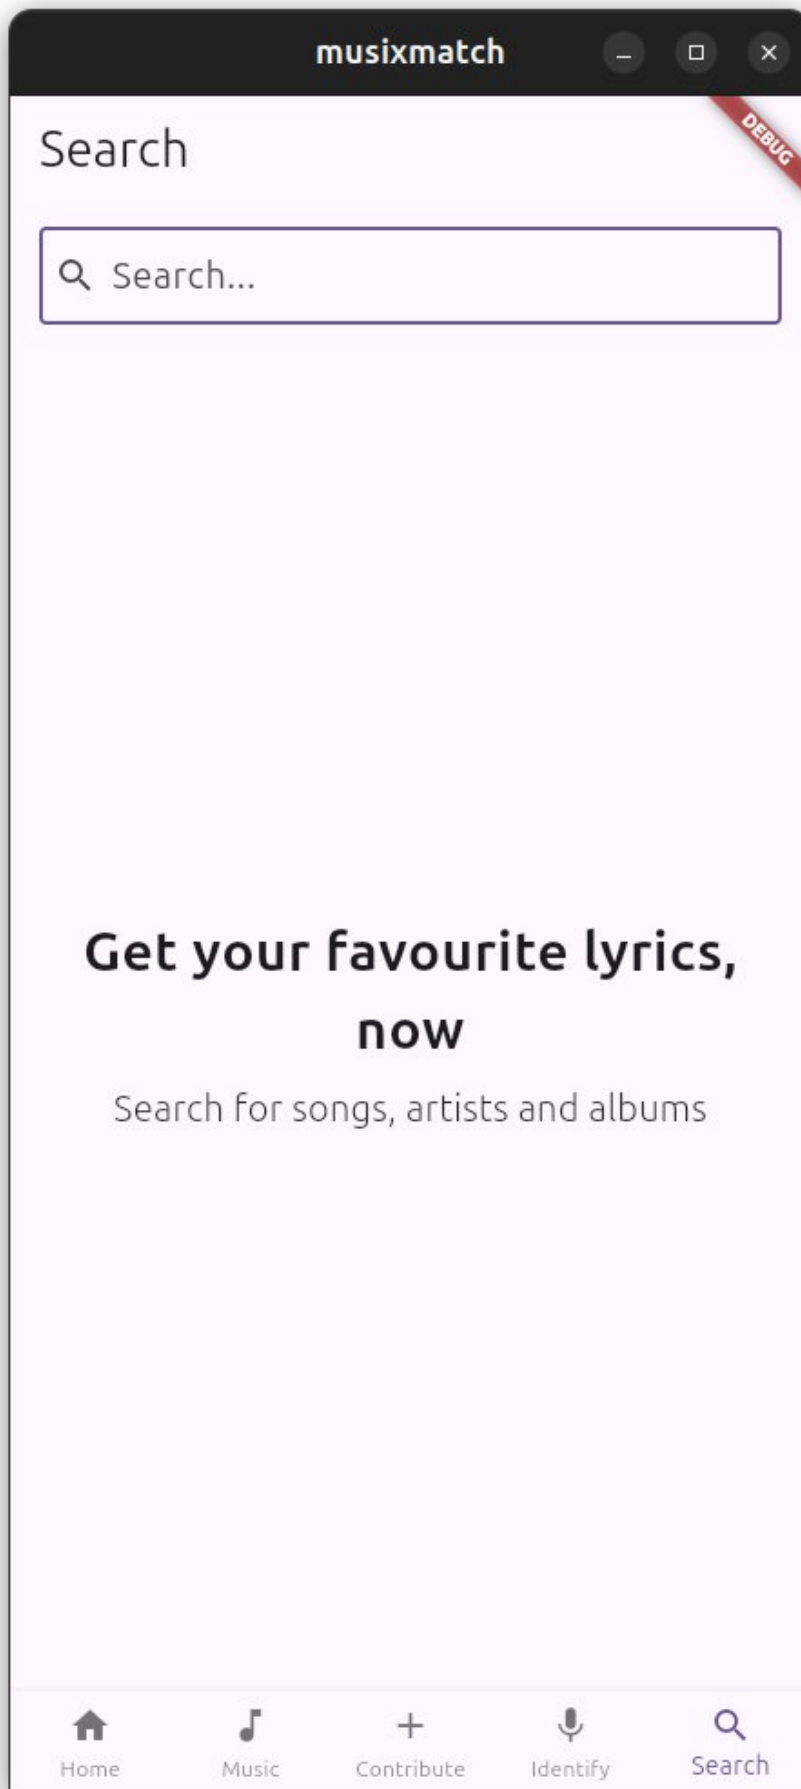 musixmatch
DEBUG
Search
Search...
Get your favourite lyrics,
now
Search for songs, artists and albums
Home Music Contribute Identify Search